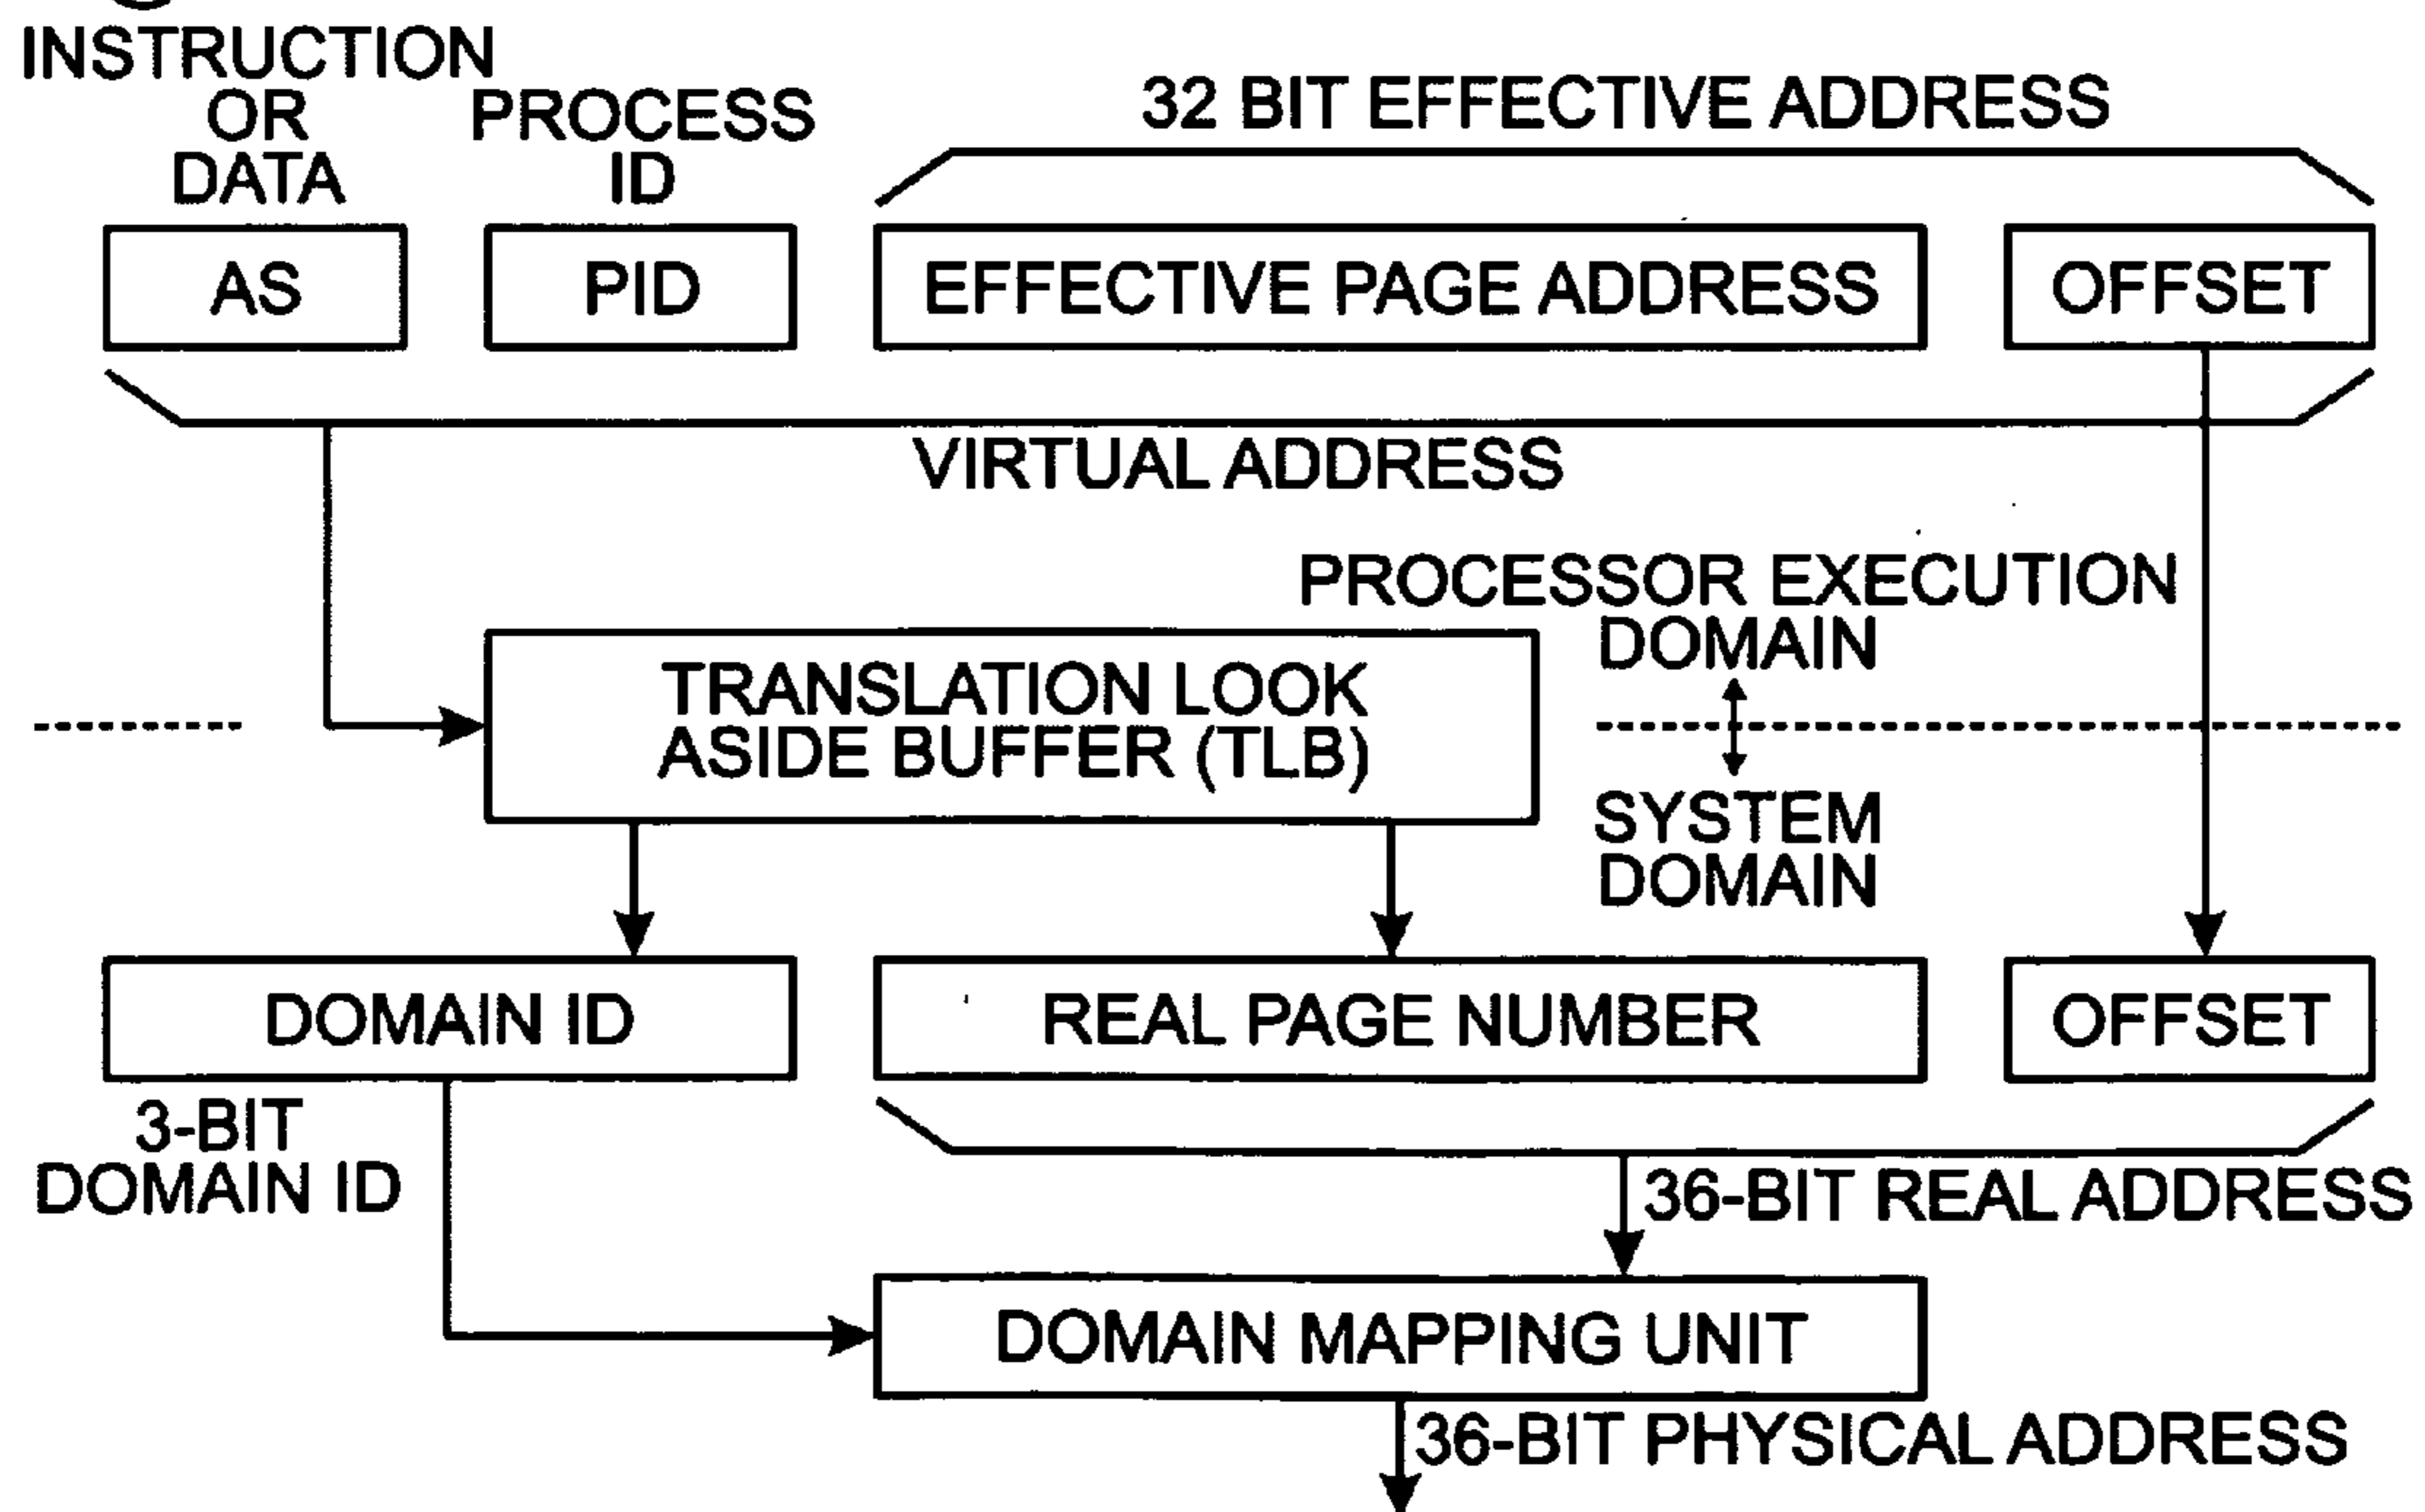 INSTRUCTION
OR
DATA
PROCESS
ID
32 BIT EFFECTIVE ADDRESS
AS
PID
EFFECTIVE PAGE ADDRESS
OFFSET
VIRTUAL ADDRESS
PROCESSOR EXECUTION
DOMAIN
TRANSLATION LOOK
ASIDE BUFFER (TLB)
SYSTEM
DOMAIN
DOMAIN ID
REAL PAGE NUMBER
OFFSET
3-BIT
DOMAIN ID
36-BIT REAL ADDRESS
DOMAIN MAPPING UNIT
36-BIT PHYSICAL ADDRESS